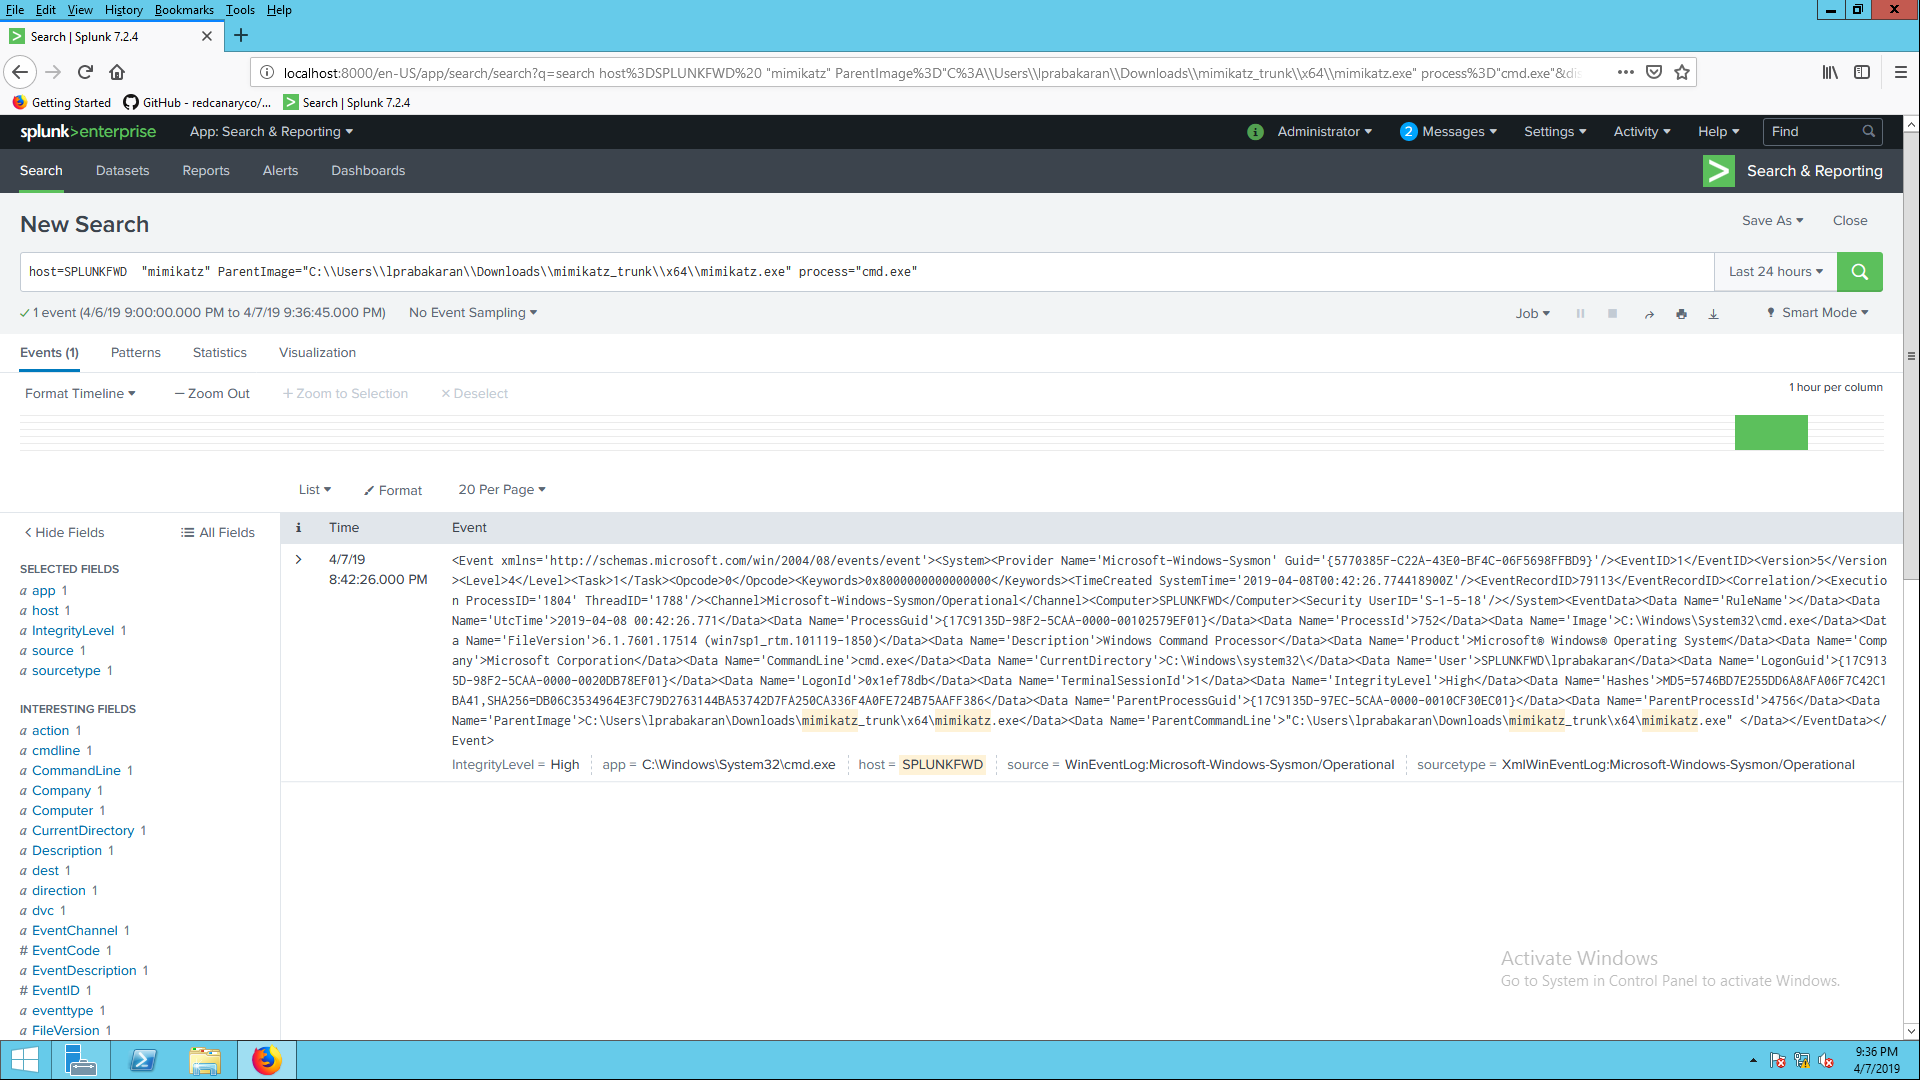 File Edit View History Bookmarks Tools Help
Search | Splunk 7.2.4
localhost:8000/en-US/app/search/search?q=search host%3DSPLUNKFWD%20 "mimikatz" ParentImage%3D"C%3A\\Users\\lprabakaran\\Downloads\\mimikatz_trunk\\x64\\mimikatz.exe" process%3D"cmd.exe"&dis
Getting Started GitHub - redcanaryco/... Search | Splunk 7.2.4
splunk>enterprise App: Search & Reporting i Administrator 2 Messages Settings Activity Help Find
Search Datasets Reports Alerts Dashboards Search & Reporting
New Search Save As Close
host=SPLUNKFWD "mimikatz" ParentImage="C:\\Users\\lprabakaran\\Downloads\\mimikatz_trunk\\x64\\mimikatz.exe" process="cmd.exe" Last 24 hours
1 event (4/6/19 9:00:00.000 PM to 4/7/19 9:36:45.000 PM) No Event Sampling Job Smart Mode
Events (1) Patterns Statistics Visualization
Format Timeline — Zoom Out + Zoom to Selection × Deselect 1 hour per column
List Format 20 Per Page
Hide Fields All Fields
SELECTED FIELDS
a app 1
a host 1
a IntegrityLevel 1
a source 1
a sourcetype 1
INTERESTING FIELDS
a action 1
a cmdline 1
a CommandLine 1
a Company 1
a Computer 1
a CurrentDirectory 1
a Description 1
a dest 1
a direction 1
a dvc 1
a EventChannel 1
# EventCode 1
a EventDescription 1
# EventID 1
a eventtype 1
a FileVersion 1
i Time Event
4/7/19
8:42:26.000 PM
<Event xmlns='http://schemas.microsoft.com/win/2004/08/events/event'><System><Provider Name='Microsoft-Windows-Sysmon' Guid='{5770385F-C22A-43E0-BF4C-06F5698FFBD9}'/><EventID>1</EventID><Version>5</Version
><Level>4</Level><Task>1</Task><Opcode>0</Opcode><Keywords>0x8000000000000000</Keywords><TimeCreated SystemTime='2019-04-08T00:42:26.774418900Z'/><EventRecordID>79113</EventRecordID><Correlation/><Executio
n ProcessID='1804' ThreadID='1788'/><Channel>Microsoft-Windows-Sysmon/Operational</Channel><Computer>SPLUNKFWD</Computer><Security UserID='S-1-5-18'/></System><EventData><Data Name='RuleName'></Data><Data
Name='UtcTime'>2019-04-08 00:42:26.771</Data><Data Name='ProcessGuid'>{17C9135D-98F2-5CAA-0000-00102579EF01}</Data><Data Name='ProcessId'>752</Data><Data Name='Image'>C:\Windows\System32\cmd.exe</Data><Dat
a Name='FileVersion'>6.1.7601.17514 (win7sp1_rtm.101119-1850)</Data><Data Name='Description'>Windows Command Processor</Data><Data Name='Product'>Microsoft® Windows® Operating System</Data><Data Name='Comp
any'>Microsoft Corporation</Data><Data Name='CommandLine'>cmd.exe</Data><Data Name='CurrentDirectory'>C:\Windows\system32\</Data><Data Name='User'>SPLUNKFWD\lprabakaran</Data><Data Name='LogonGuid'>{17C913
5D-98F2-5CAA-0000-0020DB78EF01}</Data><Data Name='LogonId'>0x1ef78db</Data><Data Name='TerminalSessionId'>1</Data><Data Name='IntegrityLevel'>High</Data><Data Name='Hashes'>MD5=5746BD7E255DD6A8AFA06F7C42C1
BA41,SHA256=DB06C3534964E3FC79D2763144BA53742D7FA250CA336F4A0FE724B75AAFF386</Data><Data Name='ParentProcessGuid'>{17C9135D-97EC-5CAA-0000-0010CF30EC01}</Data><Data Name='ParentProcessId'>4756</Data><Data
Name='ParentImage'>C:\Users\lprabakaran\Downloads\mimikatz_trunk\x64\mimikatz.exe</Data><Data Name='ParentCommandLine'>"C:\Users\lprabakaran\Downloads\mimikatz_trunk\x64\mimikatz.exe" </Data></EventData></
Event>
IntegrityLevel = High app = C:\Windows\System32\cmd.exe host = SPLUNKFWD source = WinEventLog:Microsoft-Windows-Sysmon/Operational sourcetype = XmlWinEventLog:Microsoft-Windows-Sysmon/Operational
Activate Windows
Go to System in Control Panel to activate Windows.
9:36 PM
4/7/2019